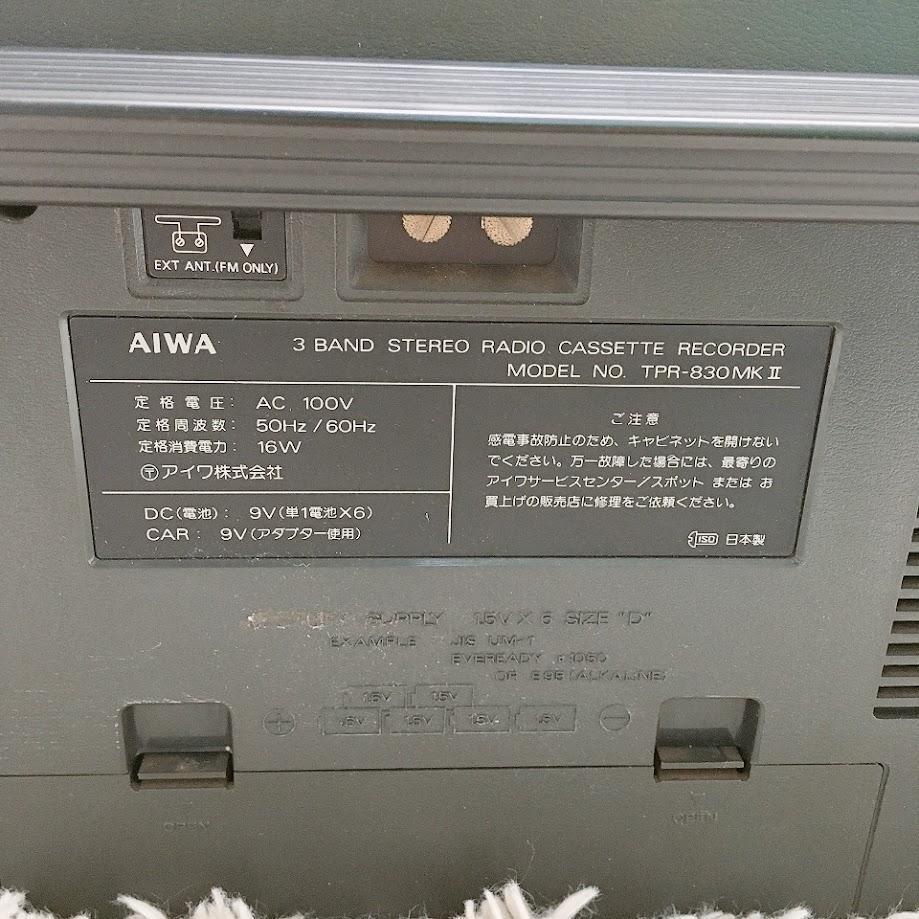 EXT ANT.(FM ONLY)
AIWA
3 BAND STEREO RADIO CASSETTE RECORDER
MODEL NO. TPR-830MKⅡ
定格電圧: AC, 100V
定格周波数: 50Hz/60Hz
定格消費電力: 16W
〒アイワ株式会社
DC(電池): 9V(単1電池×6)
CAR: 9V(アダプター使用)
ご注意
感電事故防止のため、キャビネットを開けない
でください。万一故障した場合には、最寄りの
アイワサービスセンター/スポット または お
買上げの販売店に修理をご依頼ください。
ISO 日本製
SUPPLY 1.5V X 6 SIZE "D"
EXAMPLE JIS UM-1
EVEREADY 1050
OR E95 (ALKALINE)
1.5V 1.5V
1.5V 1.5V 1.5V 1.5V
OPEN
OPEN